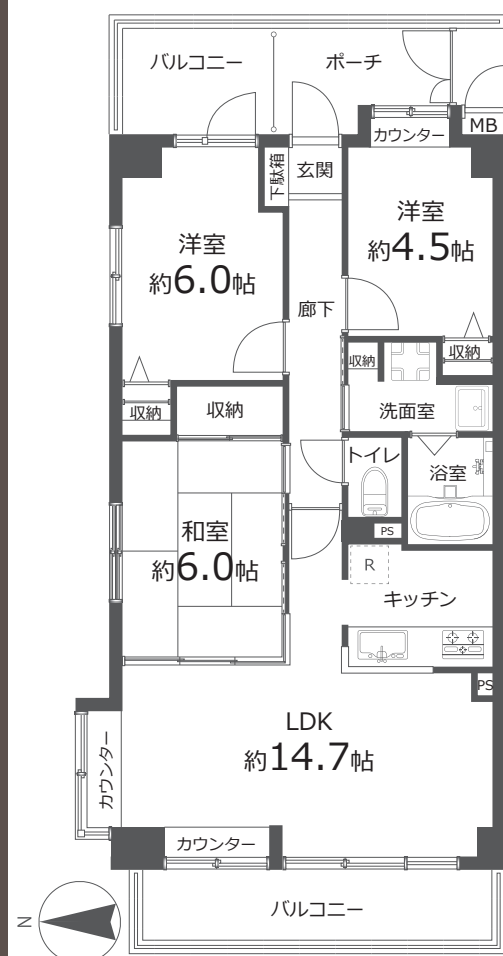 バルコニー
ポーチ
MB
カウンター
下駄箱
玄関
洋室
約6.0帖
洋室
約4.5帖
廊下
収納
収納
収納
収納
洗面室
トイレ
浴室
和室
約6.0帖
PS
R
キッチン
PS
LDK
約14.7帖
カウンター
カウンター
バルコニー
N